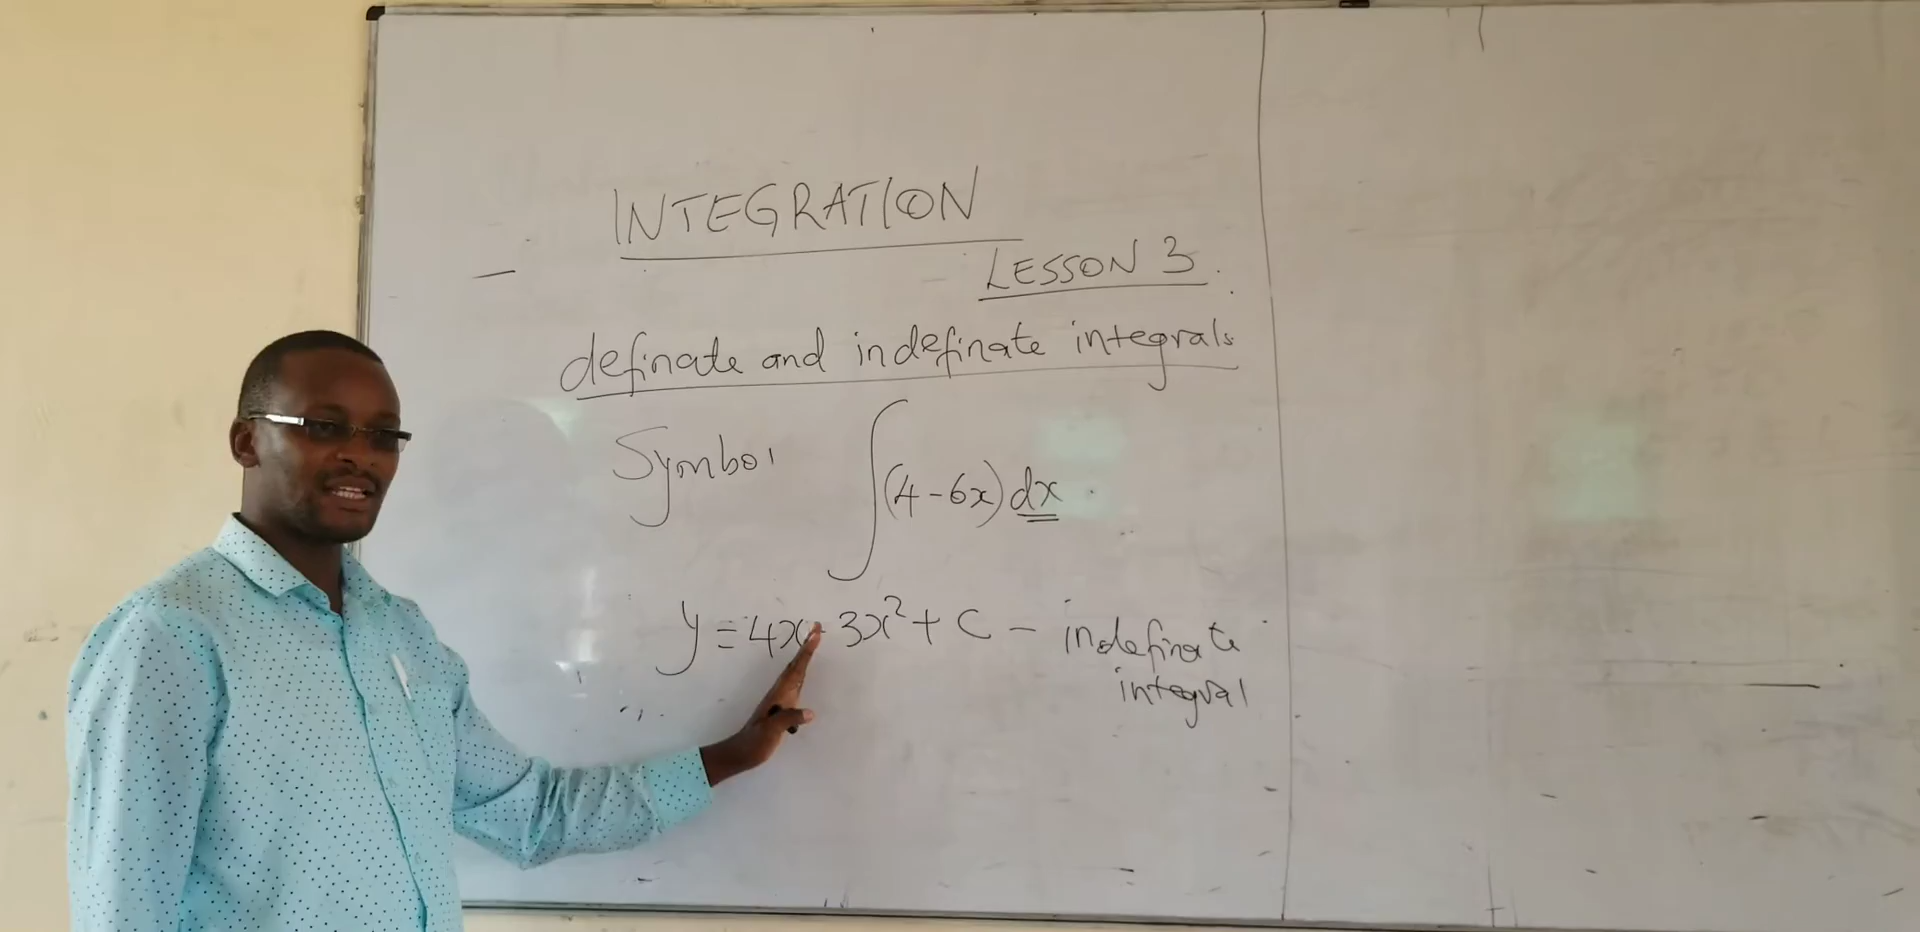 INTEGRATION
LESSON 3.
definate and indefinate integrals
Symbol ∫(4-6x)dx
y = 4x - 3x² + C - indefinate
integral